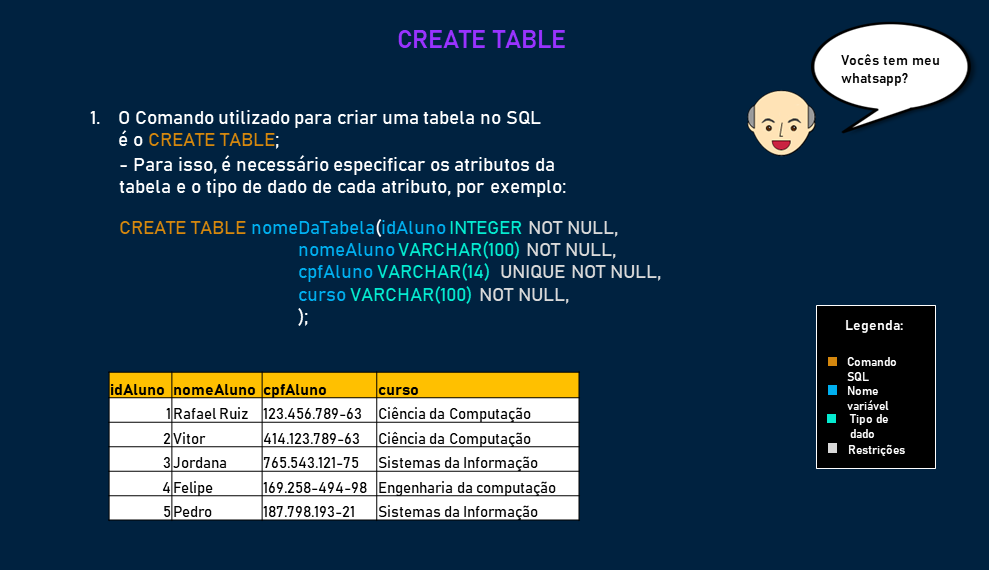 CREATE TABLE
Vocês tem meu
whatsapp?
1. O Comando utilizado para criar uma tabela no SQL
é o CREATE TABLE;
- Para isso, é necessário especificar os atributos da
tabela e o tipo de dado de cada atributo, por exemplo:
CREATE TABLE nomeDaTabela(idAluno INTEGER NOT NULL,
nomeAluno VARCHAR(100) NOT NULL,
cpfAluno VARCHAR(14) UNIQUE NOT NULL,
curso VARCHAR(100) NOT NULL,
);
Legenda:
Comando
SQL
Nome
variável
Tipo de
dado
Restrições
idAluno nomeAluno cpfAluno curso
1 Rafael Ruiz 123.456.789-63 Ciência da Computação
2 Vitor 414.123.789-63 Ciência da Computação
3 Jordana 765.543.121-75 Sistemas da Informação
4 Felipe 169.258-494-98 Engenharia da computação
5 Pedro 187.798.193-21 Sistemas da Informação